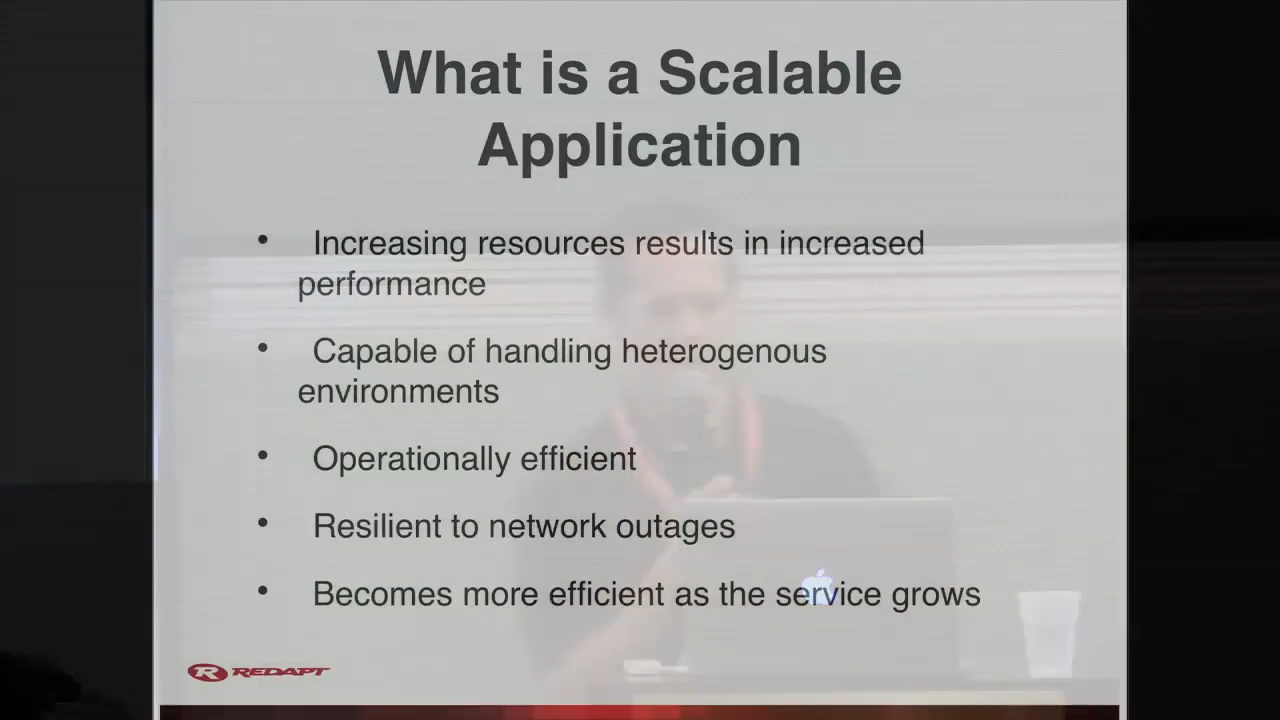 What is a Scalable
Application
• Increasing resources results in increased
performance
• Capable of handling heterogenous
environments
• Operationally efficient
• Resilient to network outages
• Becomes more efficient as the service grows
R REDAPT